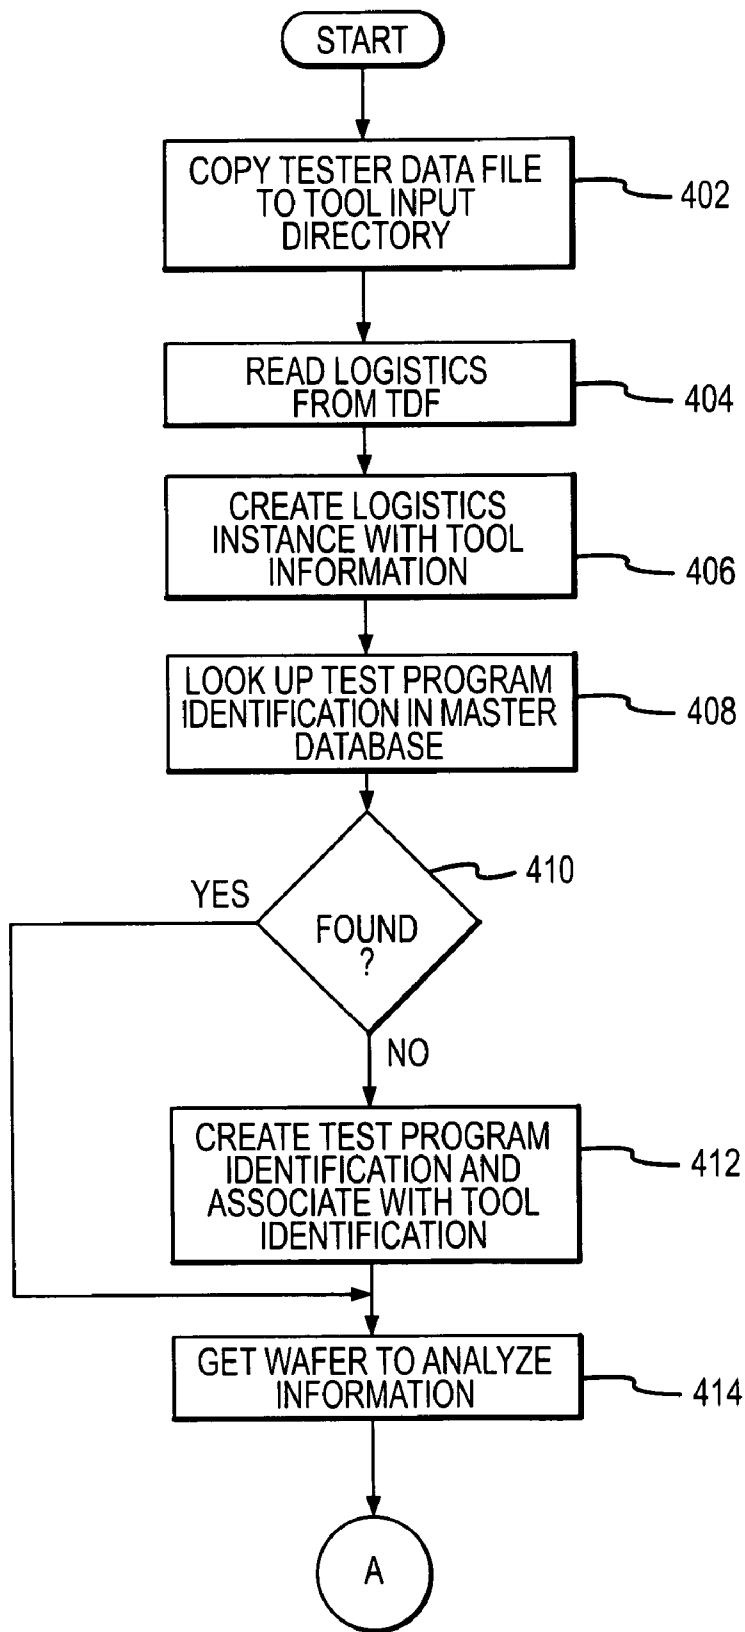 START
COPY TESTER DATA FILE
TO TOOL INPUT
DIRECTORY
402
READ LOGISTICS
FROM TDF
404
CREATE LOGISTICS
INSTANCE WITH TOOL
INFORMATION
406
LOOK UP TEST PROGRAM
IDENTIFICATION IN MASTER
DATABASE
408
410
YES
FOUND
?
NO
CREATE TEST PROGRAM
IDENTIFICATION AND
ASSOCIATE WITH TOOL
IDENTIFICATION
412
GET WAFER TO ANALYZE
INFORMATION
414
A